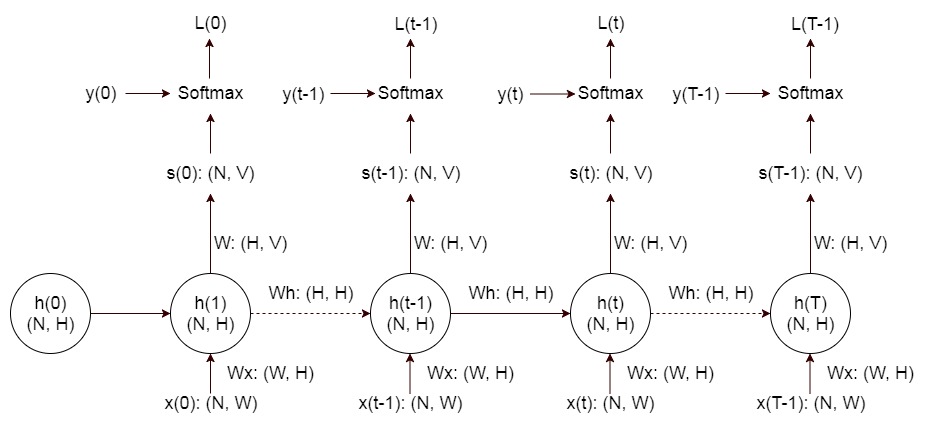 L(0)
L(t-1)
L(t)
L(T-1)
y(0)
Softmax
y(t-1)
Softmax
y(t)
Softmax
y(T-1)
Softmax
s(0): (N, V)
s(t-1): (N, V)
s(t): (N, V)
s(T-1): (N, V)
W: (H, V)
W: (H, V)
W: (H, V)
W: (H, V)
h(0)
(N, H)
h(1)
(N, H)
Wh: (H, H)
h(t-1)
(N, H)
Wh: (H, H)
h(t)
(N, H)
Wh: (H, H)
h(T)
(N, H)
Wx: (W, H)
Wx: (W, H)
Wx: (W, H)
Wx: (W, H)
x(0): (N, W)
x(t-1): (N, W)
x(t): (N, W)
x(T-1): (N, W)